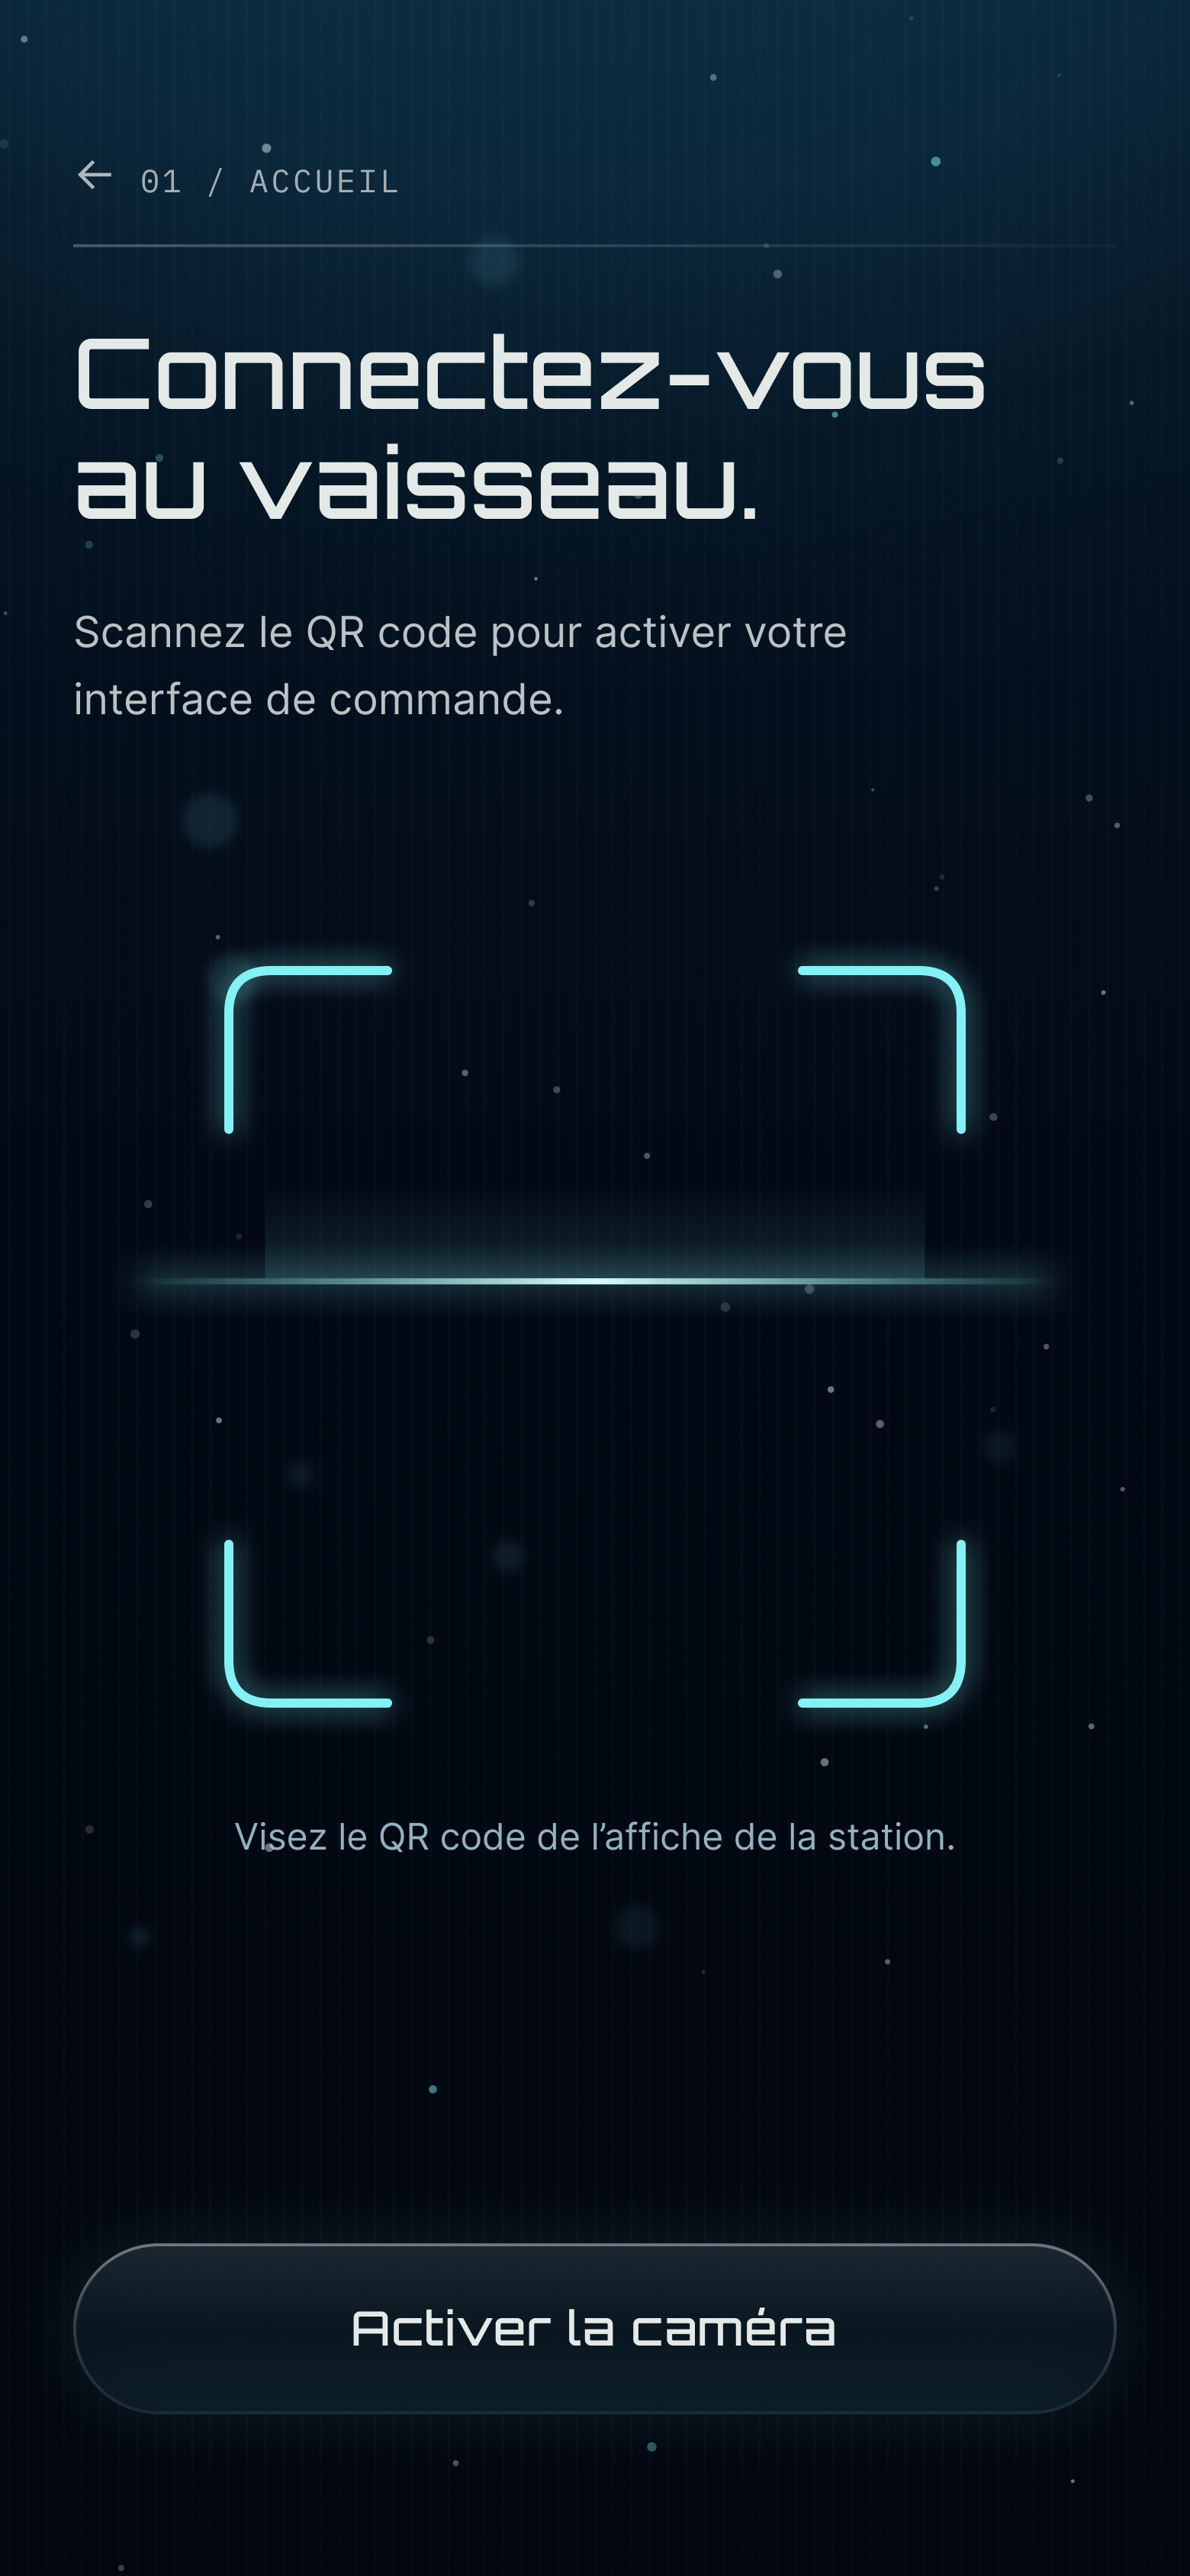 ← 01 / ACCUEIL
Connectez-vous
au vaisseau.
Scannez le QR code pour activer votre
interface de commande.
Visez le QR code de l’affiche de la station.
Activer la caméra